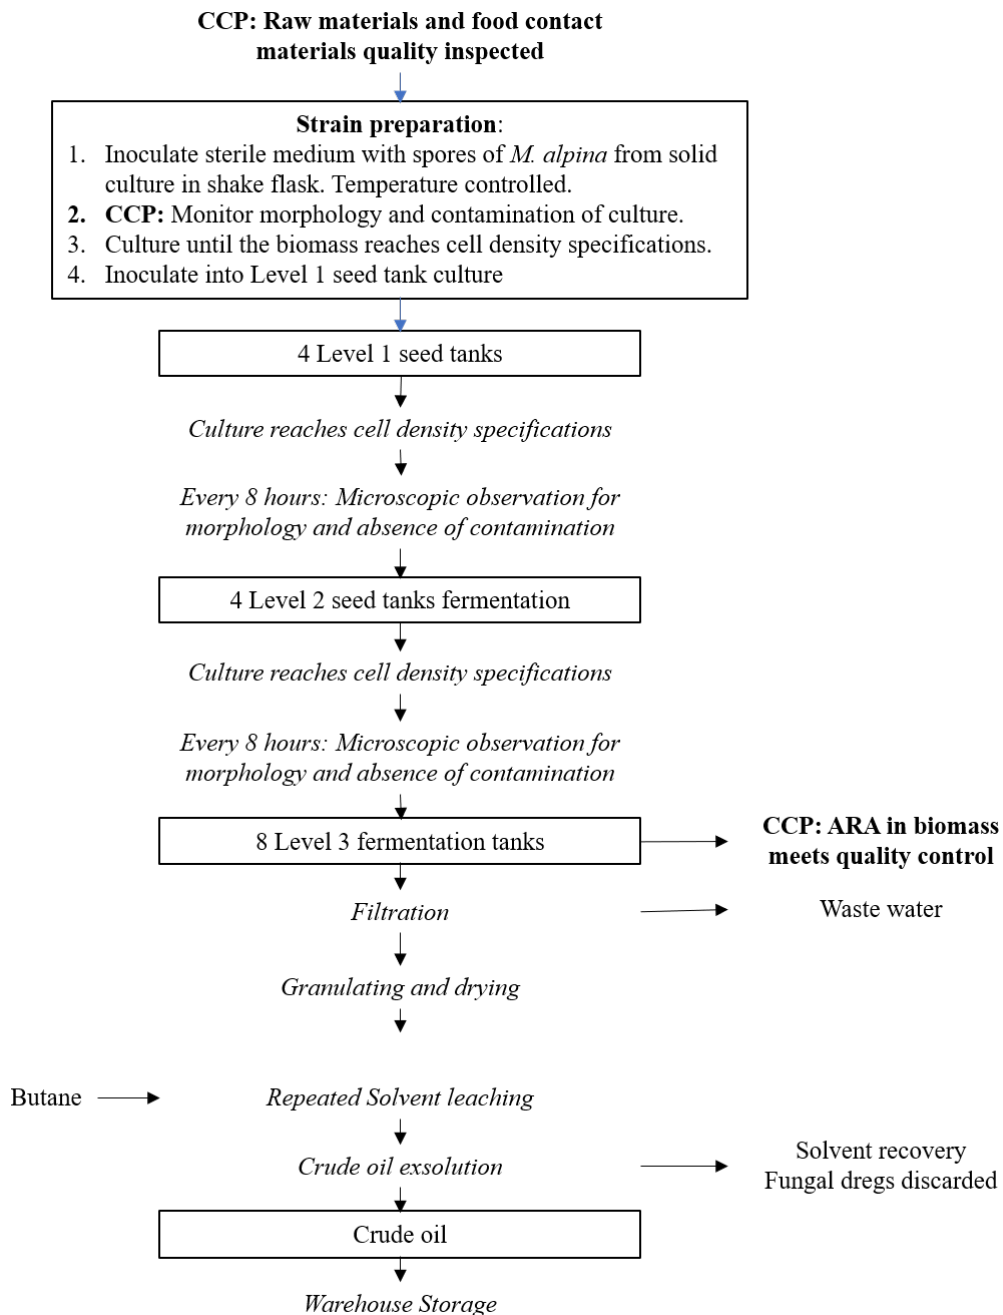 CCP: Raw materials and food contact
materials quality inspected
Strain preparation:
1. Inoculate sterile medium with spores of M. alpina from solid
culture in shake flask. Temperature controlled.
2. CCP: Monitor morphology and contamination of culture.
3. Culture until the biomass reaches cell density specifications.
4. Inoculate into Level 1 seed tank culture
4 Level 1 seed tanks
Culture reaches cell density specifications
Every 8 hours: Microscopic observation for
morphology and absence of contamination
4 Level 2 seed tanks fermentation
Culture reaches cell density specifications
Every 8 hours: Microscopic observation for
morphology and absence of contamination
8 Level 3 fermentation tanks
CCP: ARA in biomass
meets quality control
Filtration
Waste water
Granulating and drying
Butane
Repeated Solvent leaching
Crude oil exsolution
Solvent recovery
Fungal dregs discarded
Crude oil
Warehouse Storage